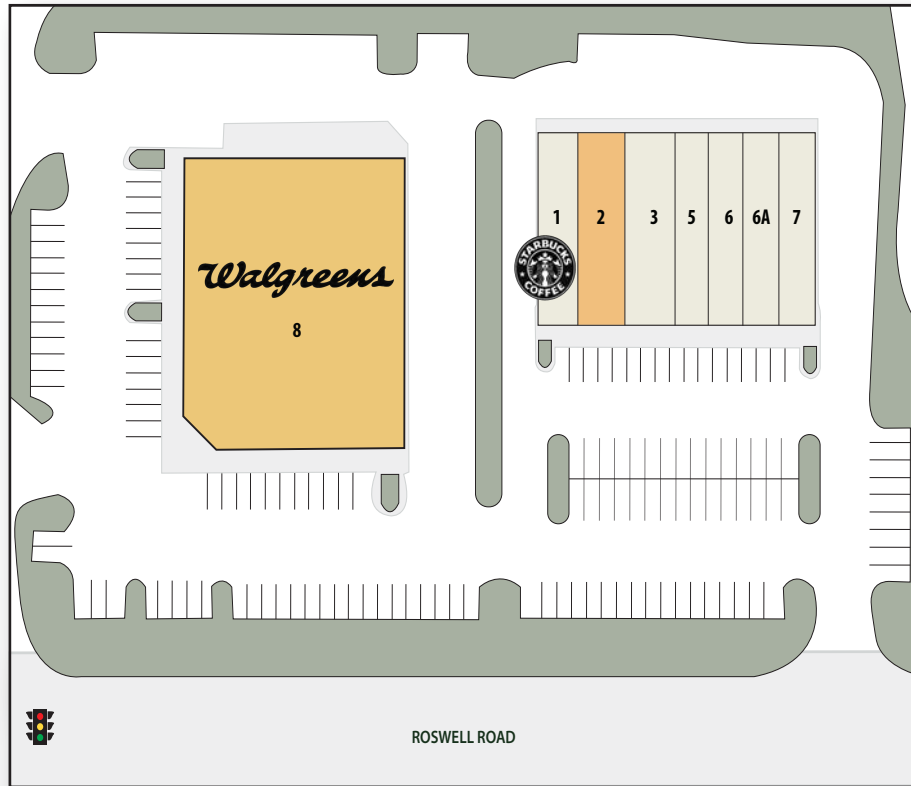 1 2 3 5 6 6A 7
STARBUCKS
COFFEE
Walgreens
8
ROSWELL ROAD